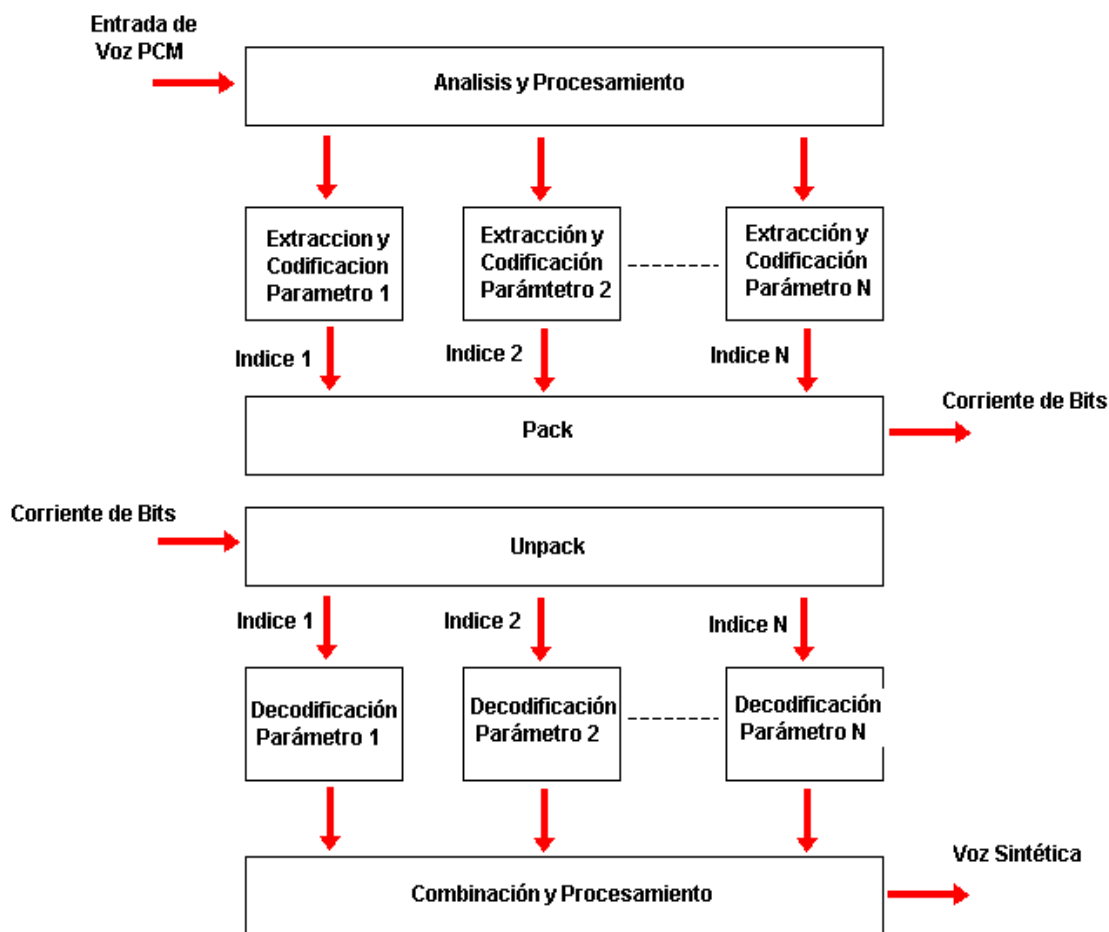 Entrada de
Voz PCM
Analisis y Procesamiento
Extraccion y
Codificacion
Parametro 1
Extracción y
Codificación
Parámtetro 2
Extracción y
Codificación
Parámetro N
Indice 1
Indice 2
Indice N
Pack
Corriente de Bits
Corriente de Bits
Unpack
Indice 1
Indice 2
Indice N
Decodificación
Parámetro 1
Decodificación
Parámetro 2
Decodificación
Parámetro N
Combinación y Procesamiento
Voz Sintética